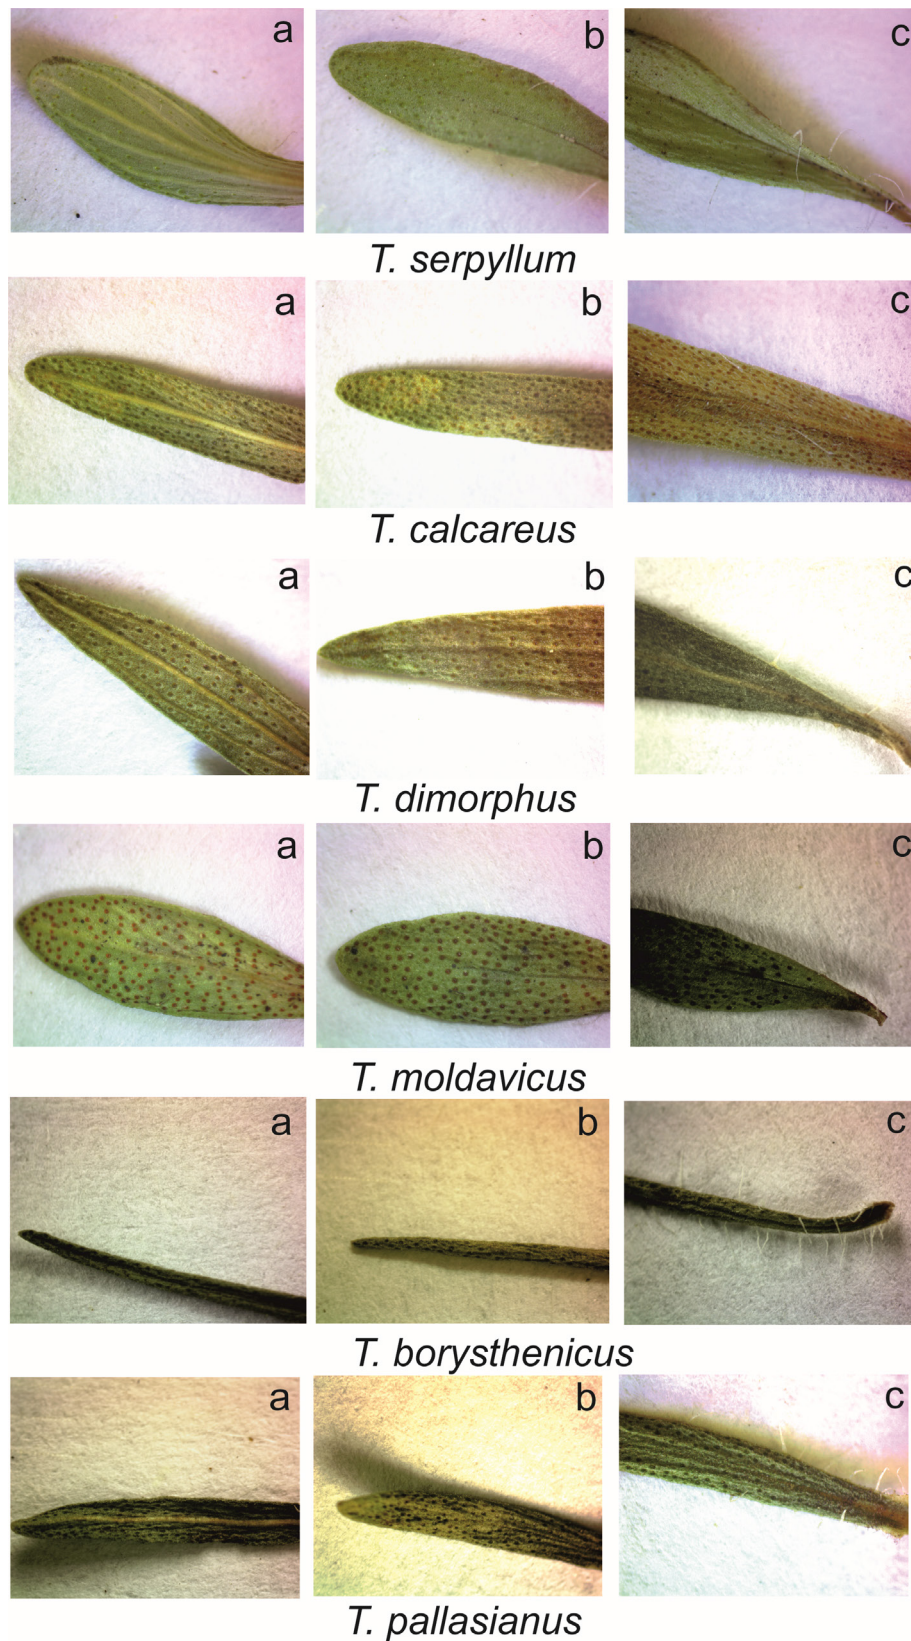 a b c
T. serpyllum
a b c
T. calcareus
a b c
T. dimorphus
a b c
T. moldavicus
a b c
T. borysthenicus
a b c
T. pallasianus